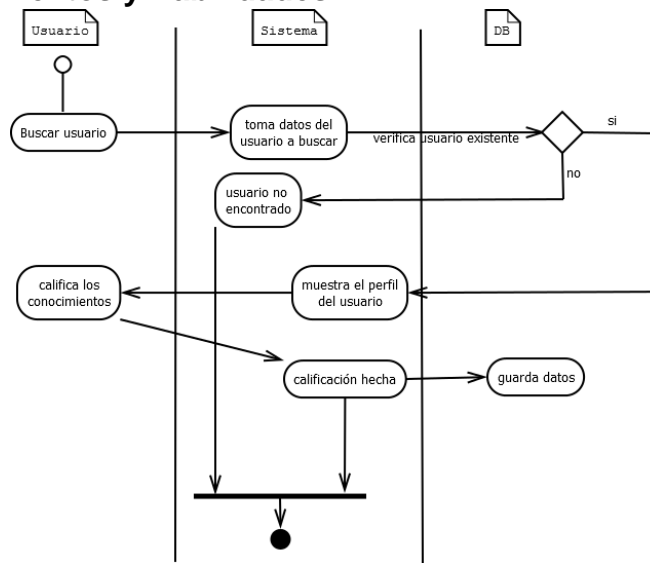 Usuario
Sistema
DB
Buscar usuario
toma datos del
usuario a buscar
verifica usuario existente
si
no
usuario no
encontrado
califica los
conocimientos
muestra el perfil
del usuario
calificación hecha
guarda datos